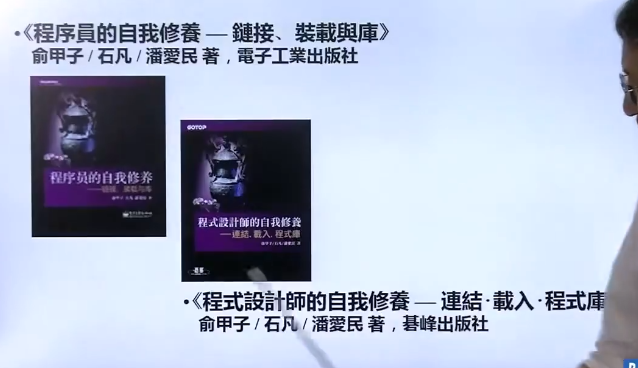 •《程序員的自我修養 — 鏈接、裝載與庫》
俞甲子 / 石凡 / 潘愛民 著，電子工業出版社
程序员的自我修养
——链接、装载与库
俞甲子 石凡 潘爱民 著
GOTOP
程式設計師的自我修養
——連結、載入、程式庫
俞甲子/石凡/潘愛民 著
•《程式設計師的自我修養 — 連結‧載入‧程式庫
俞甲子 / 石凡 / 潘愛民 著，碁峰出版社